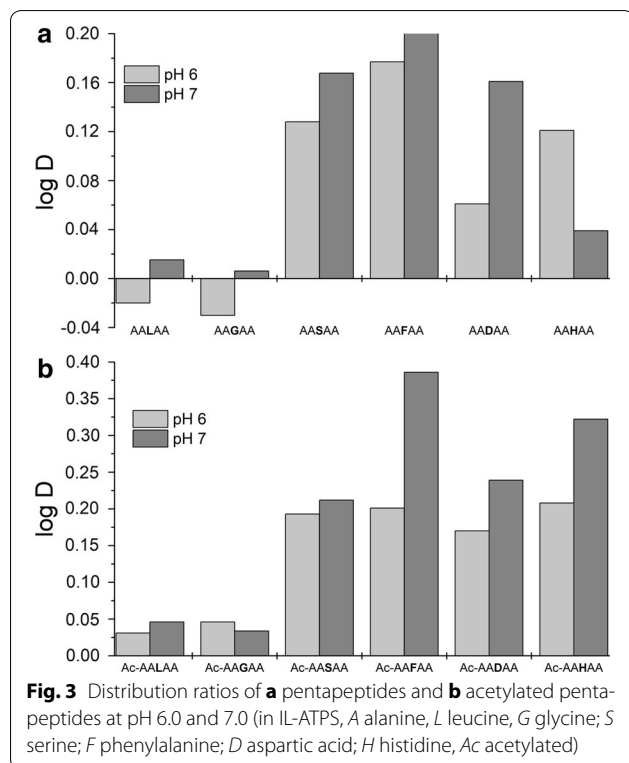 a
0.20
0.16
0.12
0.08
0.04
0.00
-0.04
log D
pH 6
pH 7
AALAA AAGAA AASAA AAFAA AADAA AAHAA
b
0.40
0.35
0.30
0.25
0.20
0.15
0.10
0.05
0.00
log D
pH 6
pH 7
Ac-AALAA Ac-AAGAA Ac-AASAA Ac-AAFAA Ac-AADAA Ac-AAHAA
Fig. 3 Distribution ratios of a pentapeptides and b acetylated penta-
peptides at pH 6.0 and 7.0 (in IL-ATPS, A alanine, L leucine, G glycine; S
serine; F phenylalanine; D aspartic acid; H histidine, Ac acetylated)